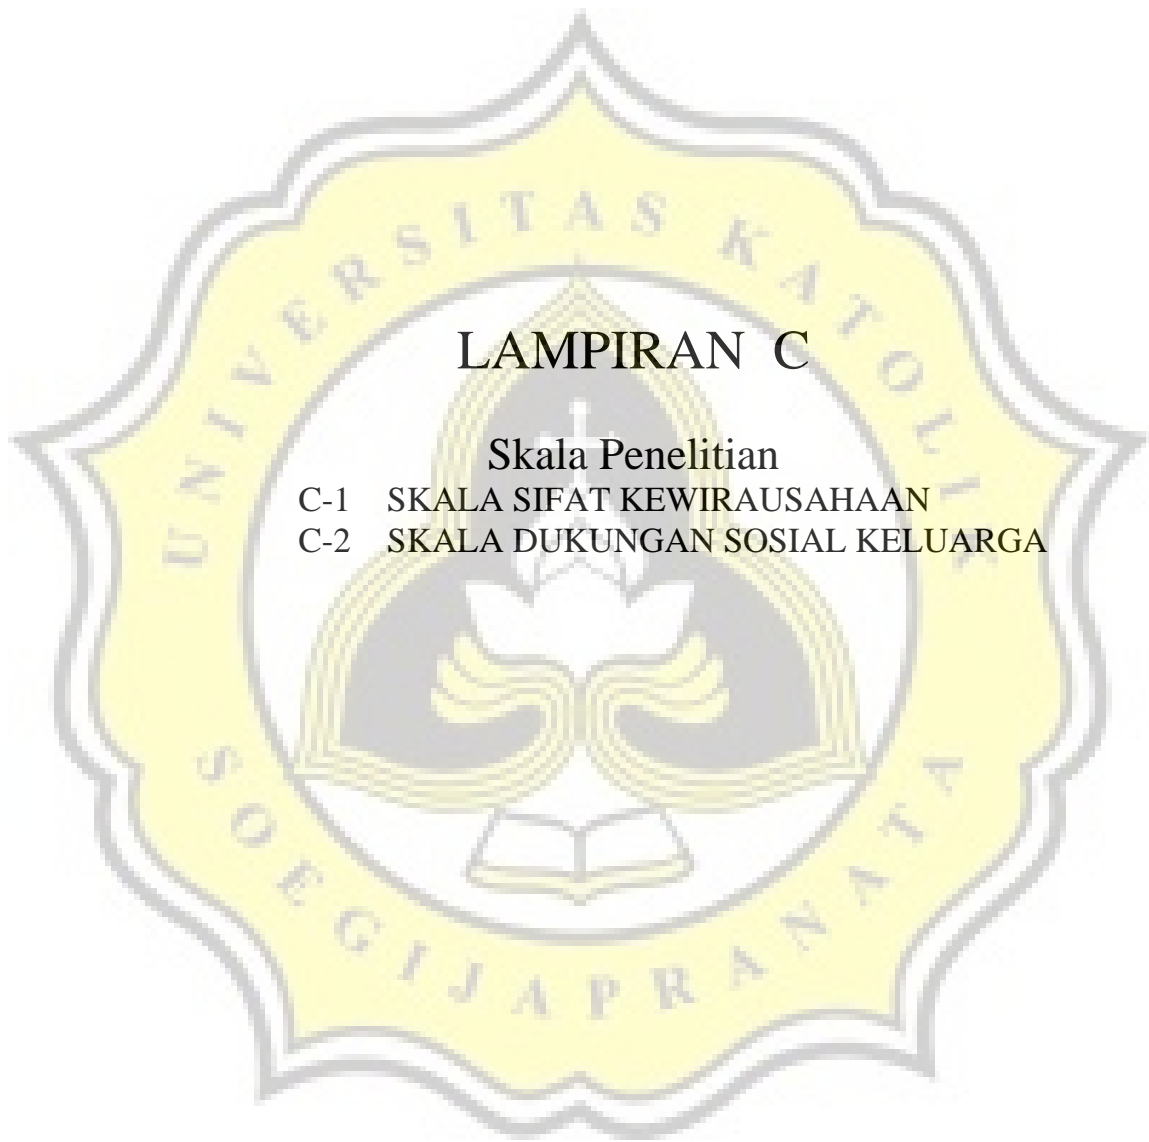 UNIVERSITAS KATOLIK
LAMPIRAN C
Skala Penelitian
C-1 SKALA SIFAT KEWIRAUSAHAAN
C-2 SKALA DUKUNGAN SOSIAL KELUARGA
SOEGIJAPRANATA